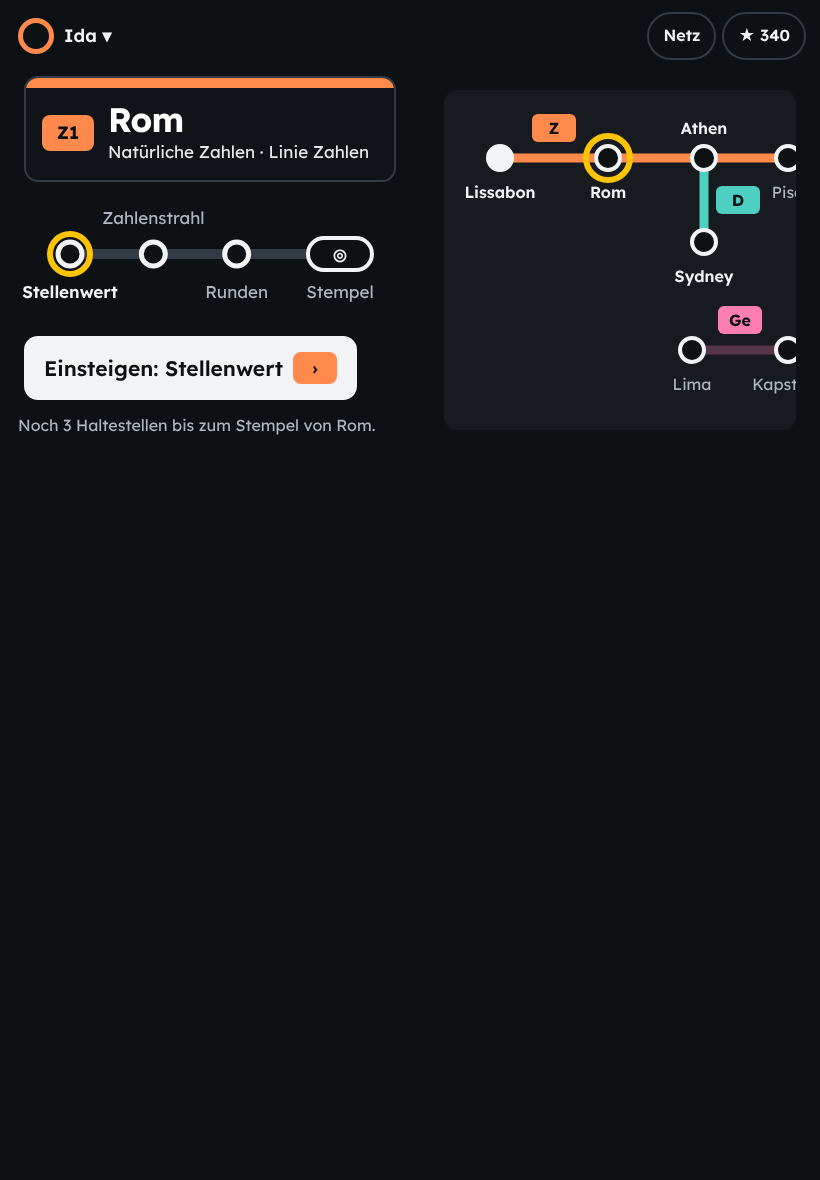 Ida ▾
Netz
★ 340
Z1
Rom
Natürliche Zahlen · Linie Zahlen
Zahlenstrahl
◎
Stellenwert
Runden
Stempel
Einsteigen: Stellenwert ›
Noch 3 Haltestellen bis zum Stempel von Rom.
Z
Athen
Lissabon
Rom
D
Sydney
Ge
Lima